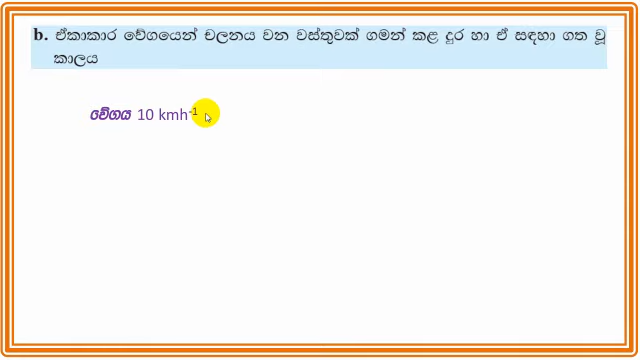 b. ඒකාකාර වේගයෙන් චලනය වන වස්තුවක් ගමන් කළ දුර හා ඒ සඳහා ගත වූ
කාලය
වේගය 10 kmh⁻¹